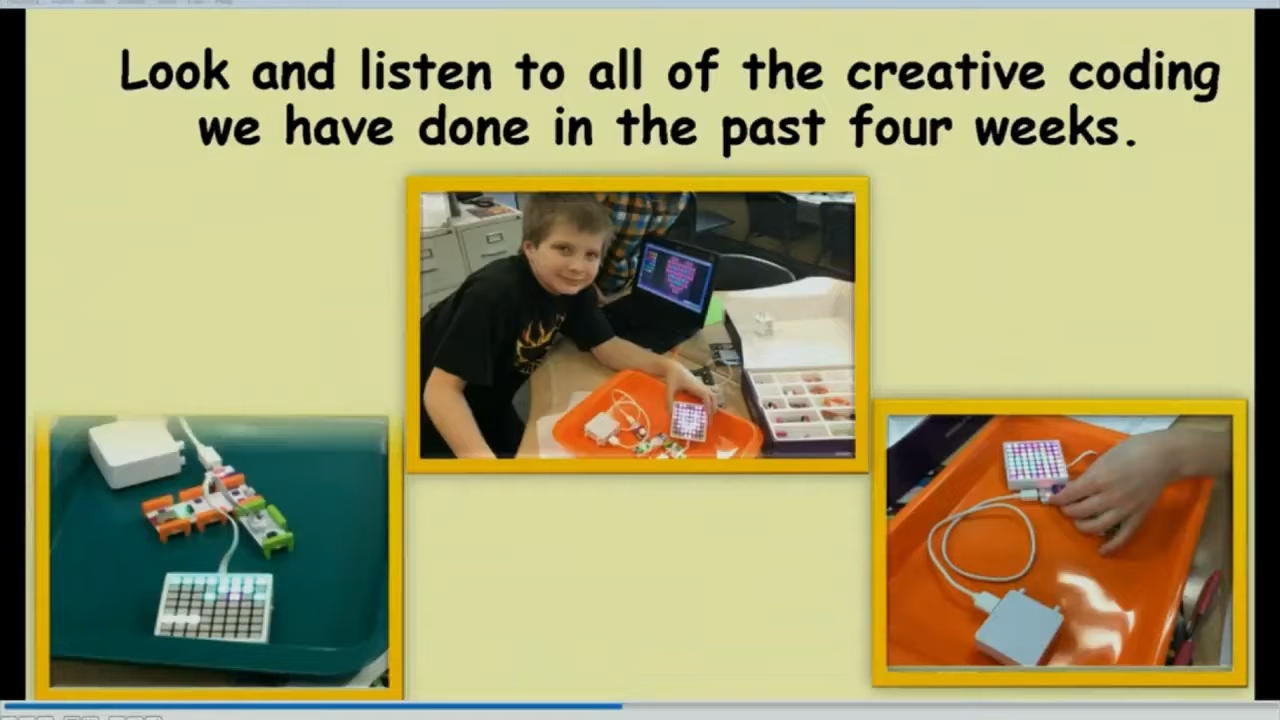 Look and listen to all of the creative coding
we have done in the past four weeks.